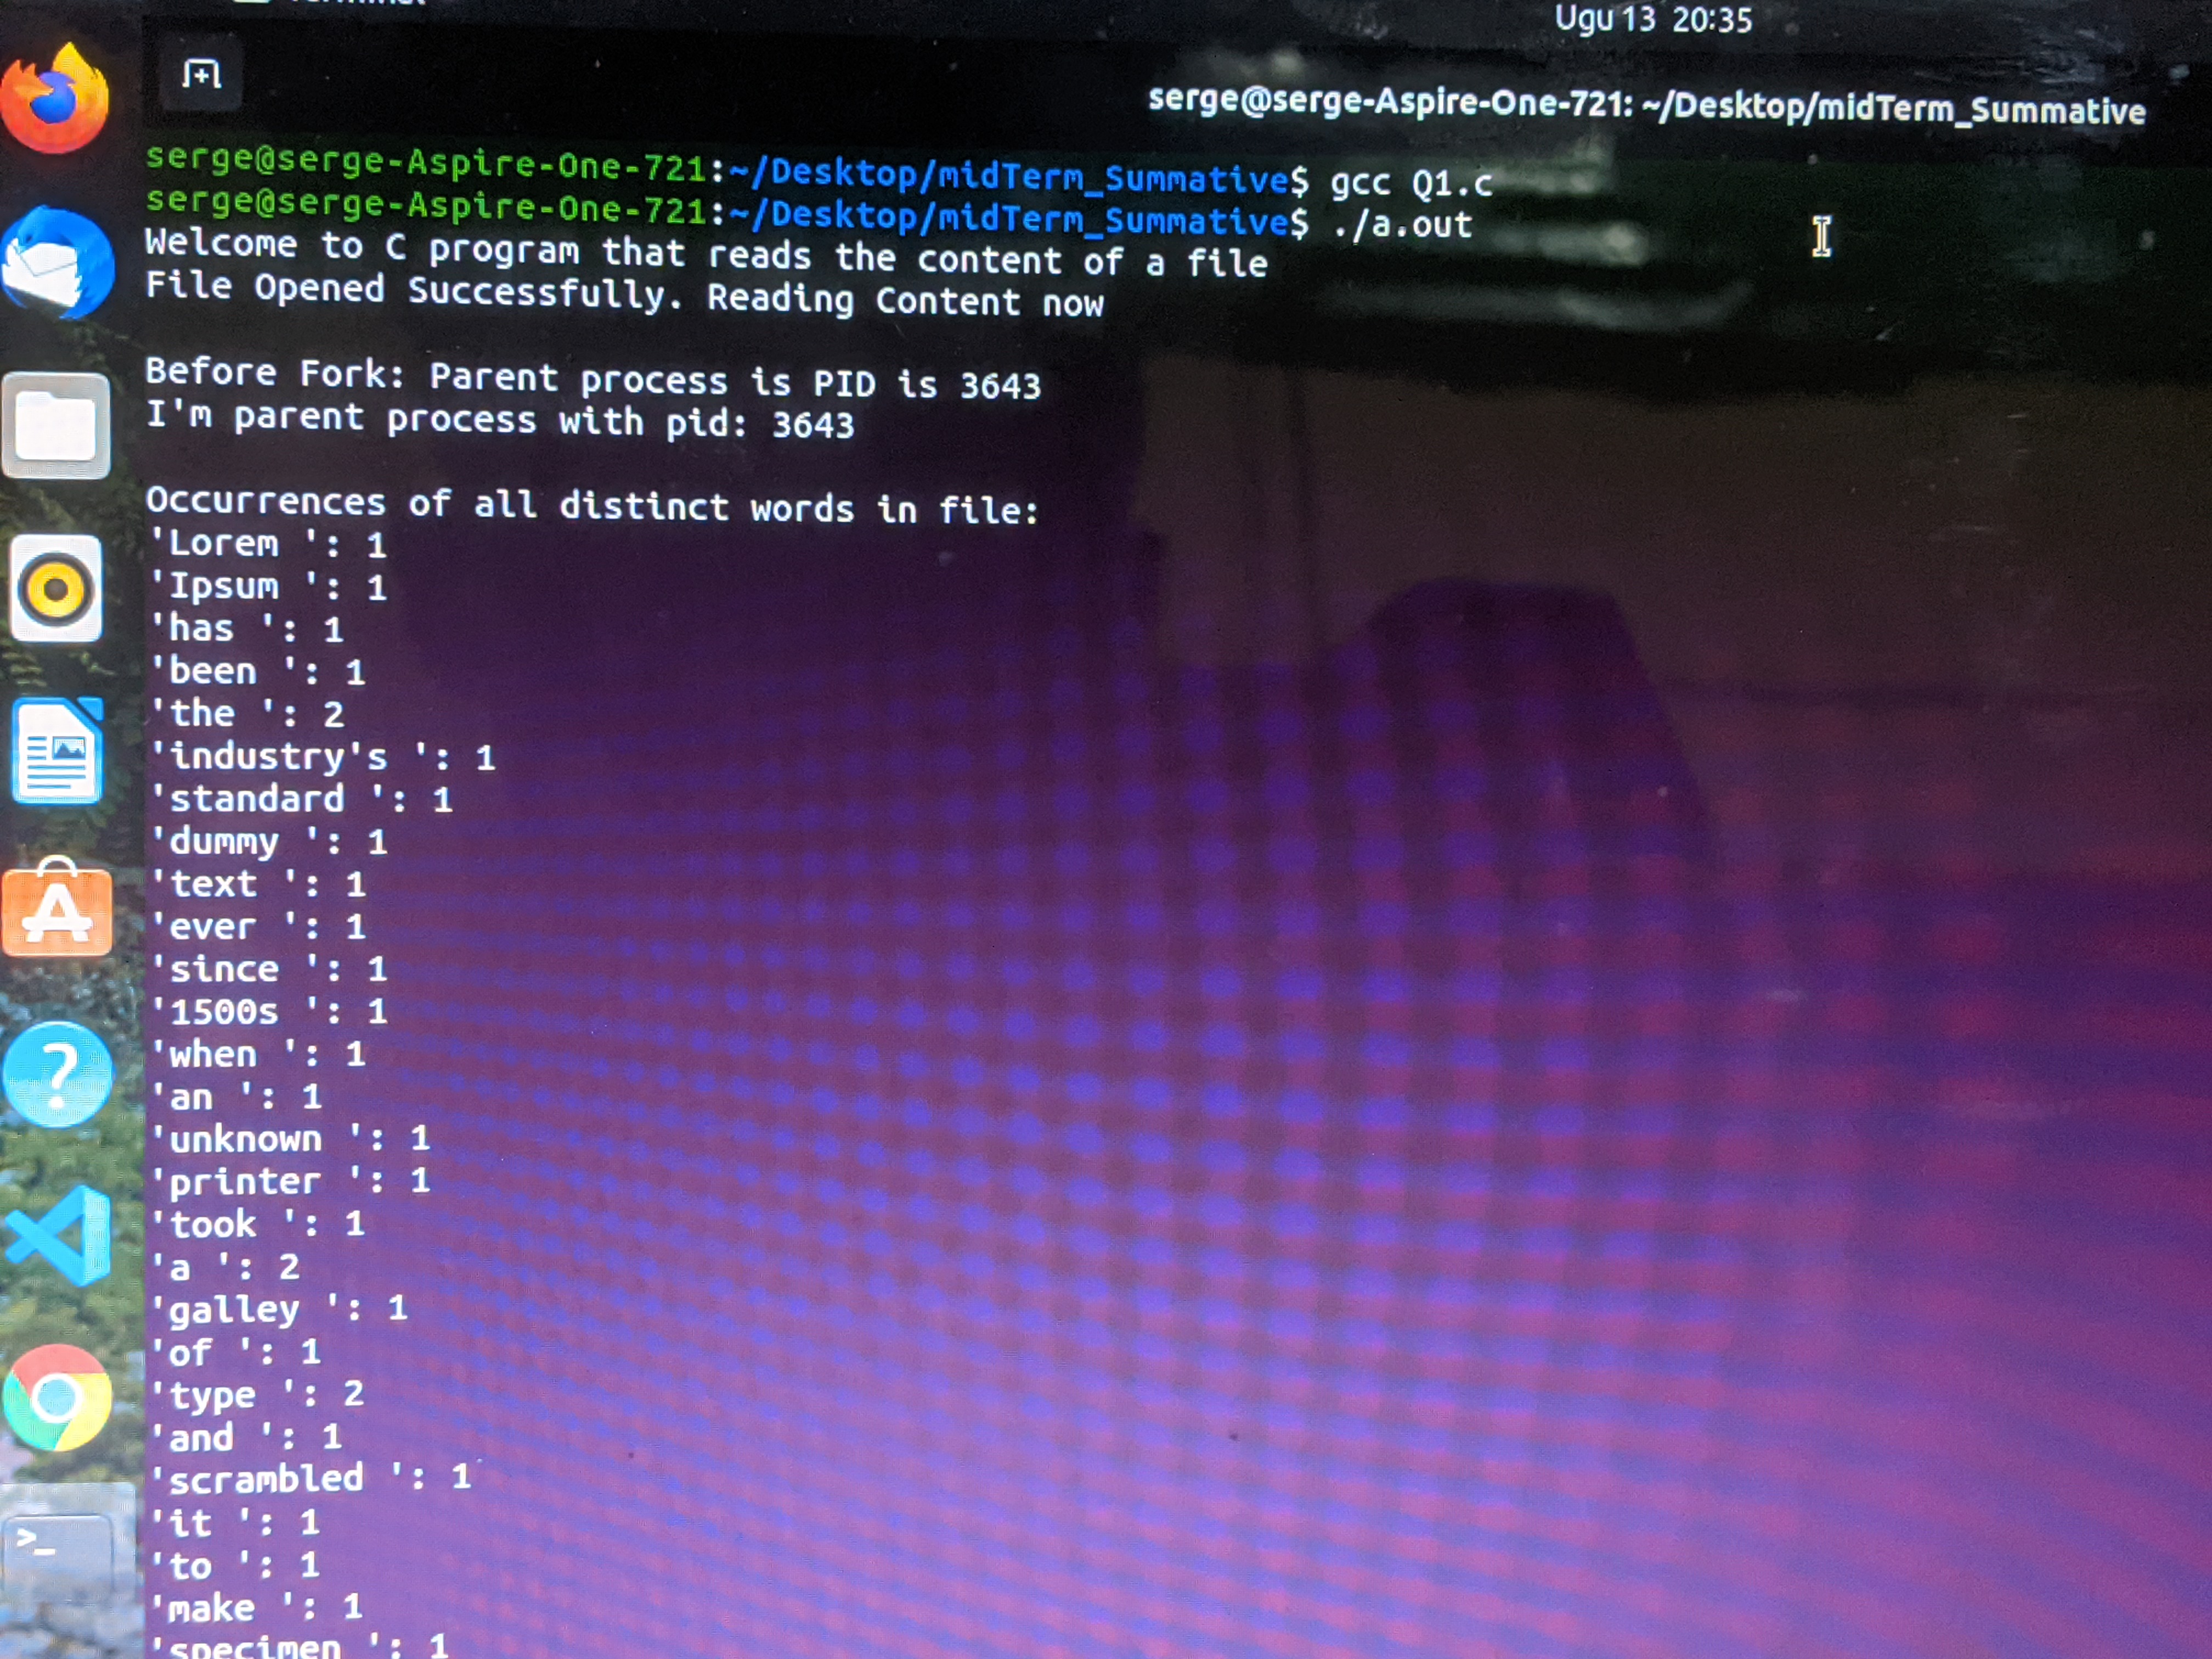 Ugu 13 20:35
serge@serge-Aspire-One-721: ~/Desktop/midTerm_Summative
serge@serge-Aspire-One-721:~/Desktop/midTerm_Summative$ gcc Q1.c
serge@serge-Aspire-One-721:~/Desktop/midTerm_Summative$ ./a.out
Welcome to C program that reads the content of a file
File Opened Successfully. Reading Content now
Before Fork: Parent process is PID is 3643
I'm parent process with pid: 3643
Occurrences of all distinct words in file:
'Lorem ': 1
'Ipsum ': 1
'has ': 1
'been ': 1
'the ': 2
'industry's ': 1
'standard ': 1
'dummy ': 1
'text ': 1
'ever ': 1
'since ': 1
'1500s ': 1
'when ': 1
'an ': 1
'unknown ': 1
'printer ': 1
'took ': 1
'a ': 2
'galley ': 1
'of ': 1
'type ': 2
'and ': 1
'scrambled ': 1
'it ': 1
'to ': 1
'make ': 1
'specimen ': 1